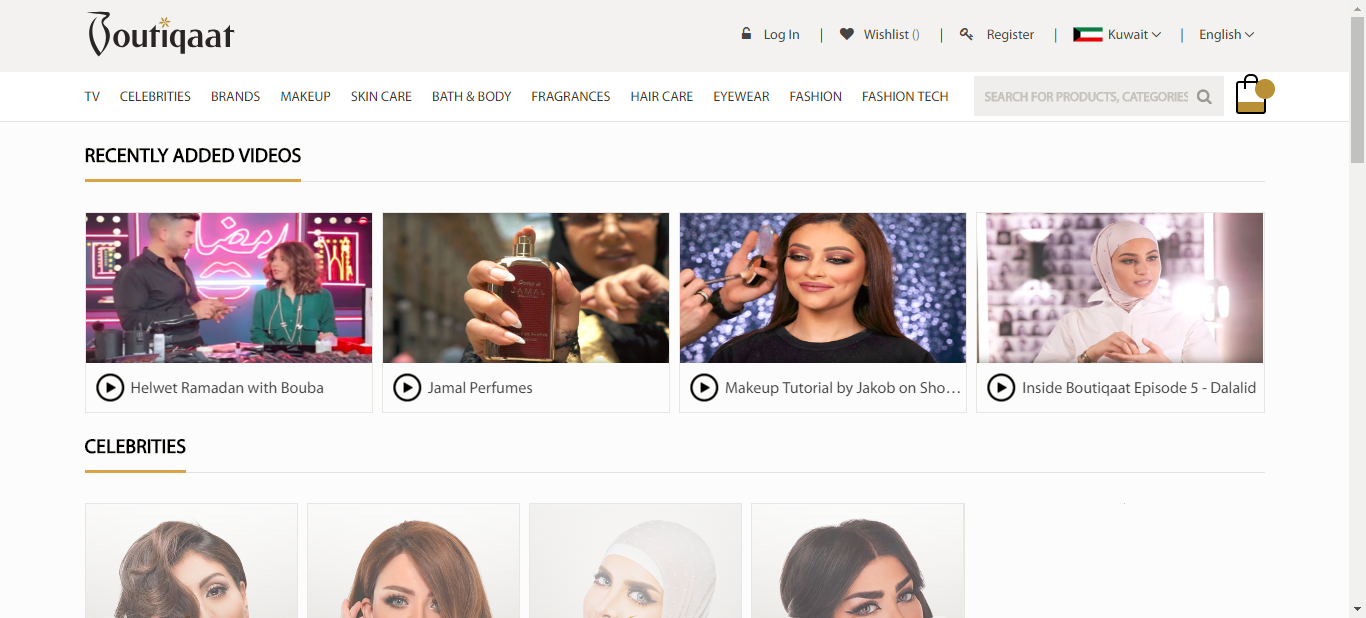 Boutiqaat
Log In | Wishlist () | Register | Kuwait | English
TV CELEBRITIES BRANDS MAKEUP SKIN CARE BATH & BODY FRAGRANCES HAIR CARE EYEWEAR FASHION FASHION TECH SEARCH FOR PRODUCTS, CATEGORIES
RECENTLY ADDED VIDEOS
رمضان
JAMAL
Helwet Ramadan with Bouba
Jamal Perfumes
Makeup Tutorial by Jakob on Sho...
Inside Boutiqaat Episode 5 - Dalalid
CELEBRITIES